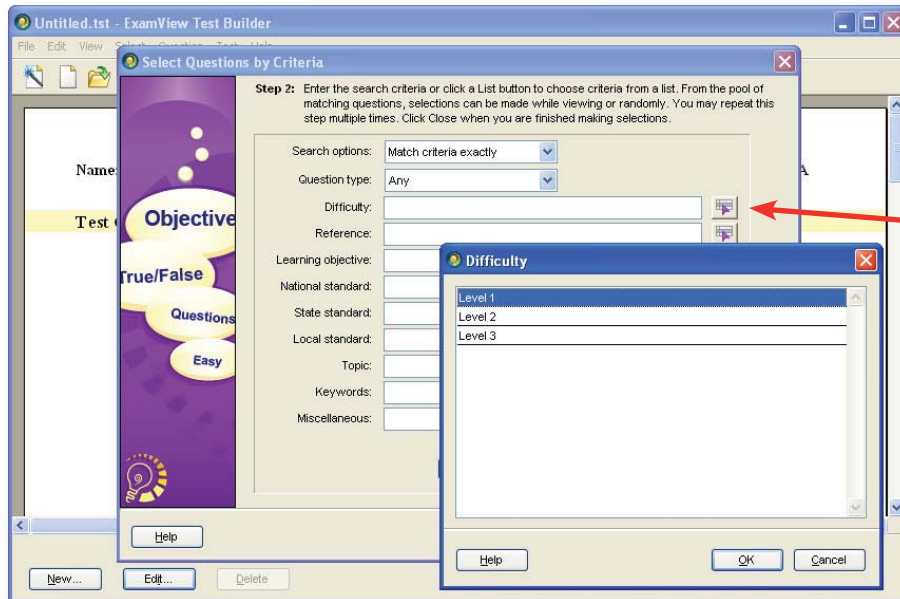 Untitled.tst - ExamView Test Builder
File Edit View Select Question Test Help
Select Questions by Criteria
Step 2: Enter the search criteria or click a List button to choose criteria from a list. From the pool of
matching questions, selections can be made while viewing or randomly. You may repeat this
step multiple times. Click Close when you are finished making selections.
Search options: Match criteria exactly
Question type: Any
Difficulty:
Reference:
Learning objective:
National standard:
State standard:
Local standard:
Topic:
Keywords:
Miscellaneous:
Name:
A
Test
Objective
True/False
Questions
Easy
Difficulty
Level 1
Level 2
Level 3
Help
OK
Cancel
Help
New...
Edit...
Delete